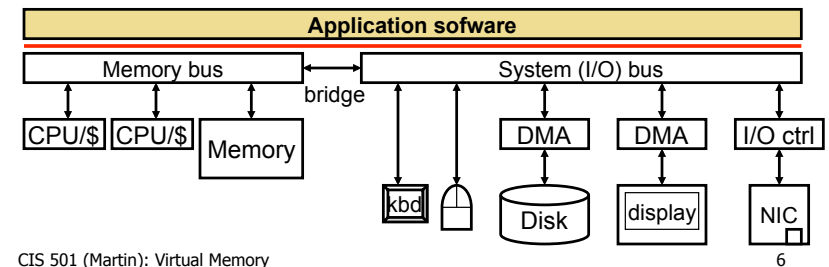 Application sofware
Memory bus System (I/O) bus
bridge
CPU/$ CPU/$ Memory DMA DMA I/O ctrl
kbd Disk display NIC
CIS 501 (Martin): Virtual Memory 6